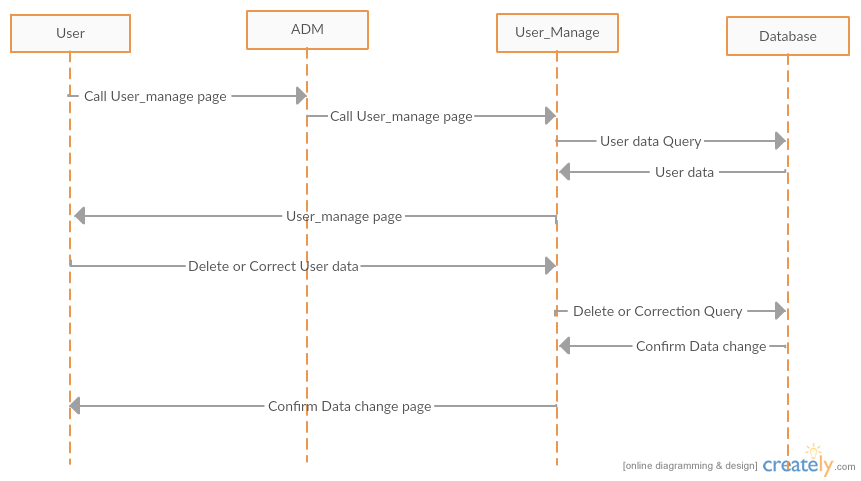 User
ADM
User_Manage
Database
Call User_manage page
Call User_manage page
User data Query
User data
User_manage page
Delete or Correct User data
Delete or Correction Query
Confirm Data change
Confirm Data change page
[online diagramming & design] creately.com